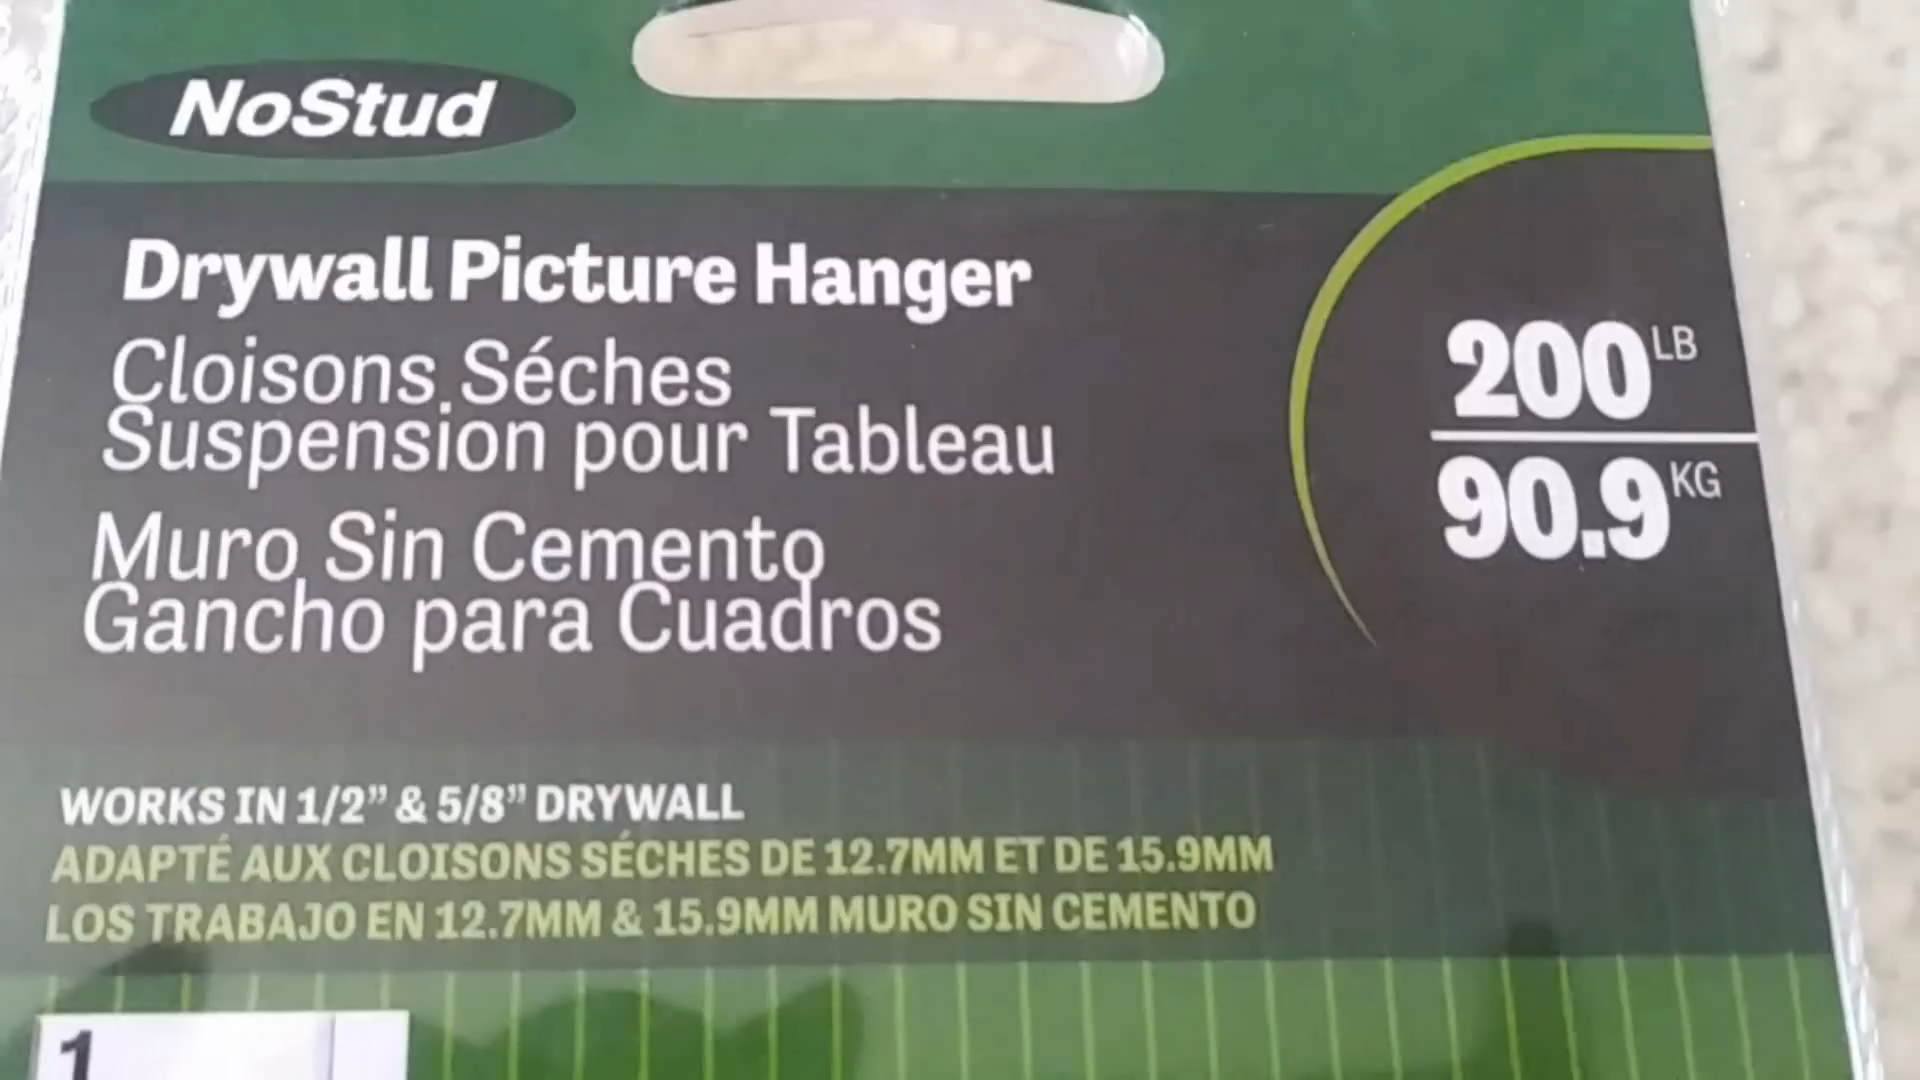 NoStud
Drywall Picture Hanger
Cloisons Séches
Suspension pour Tableau
Muro Sin Cemento
Gancho para Cuadros
200 LB
90.9 KG
WORKS IN 1/2" & 5/8" DRYWALL
ADAPTÉ AUX CLOISONS SÉCHES DE 12.7MM ET DE 15.9MM
LOS TRABAJO EN 12.7MM & 15.9MM MURO SIN CEMENTO
1